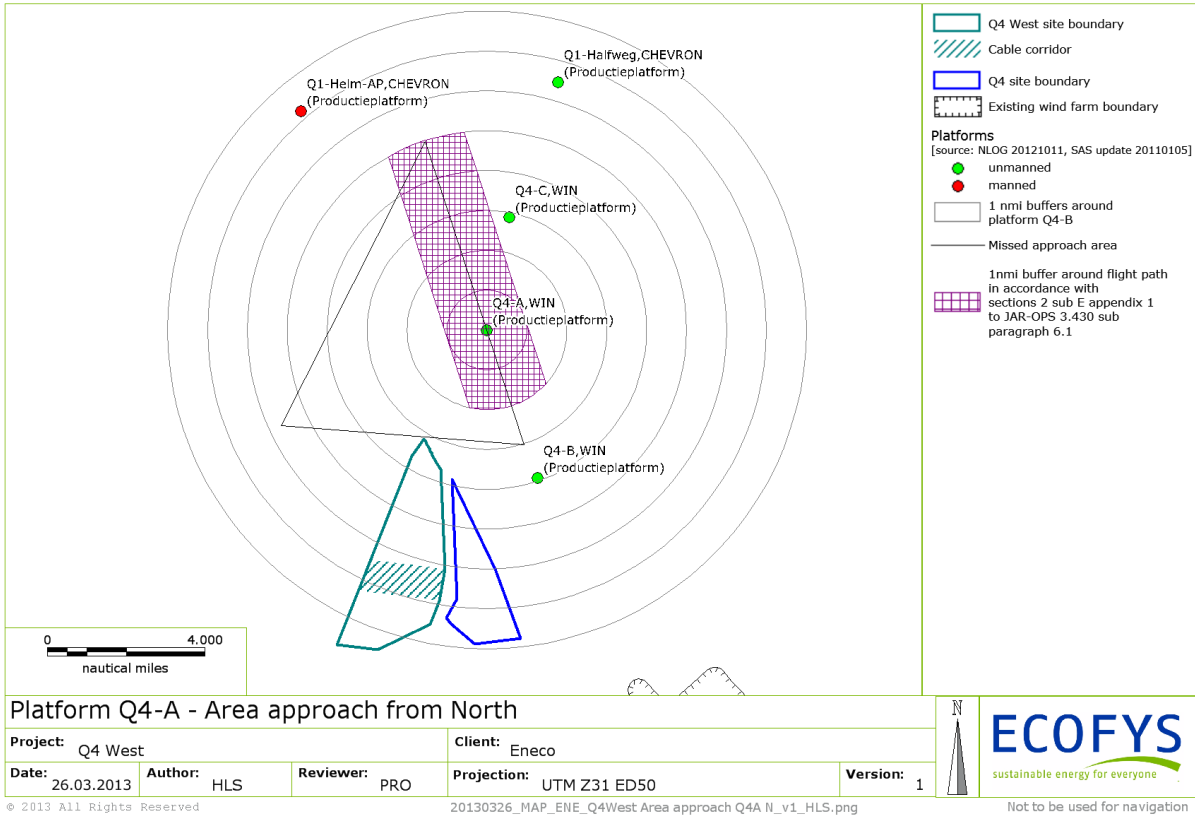 Q1-Halfweg,CHEVRON
(Productieplatform)
Q1-Helm-AP,CHEVRON
(Productieplatform)
Q4-C,WIN
(Productieplatform)
Q4-A,WIN
(Productieplatform)
Q4-B,WIN
(Productieplatform)
0 4.000
nautical miles
Q4 West site boundary
Cable corridor
Q4 site boundary
Existing wind farm boundary
Platforms
[source: NLOG 20121011, SAS update 20110105]
unmanned
manned
1 nmi buffers around
platform Q4-B
Missed approach area
1nmi buffer around flight path
in accordance with
sections 2 sub E appendix 1
to JAR-OPS 3.430 sub
paragraph 6.1
Platform Q4-A - Area approach from North
Project: Q4 West
Client: Eneco
Date: 26.03.2013
Author: HLS
Reviewer: PRO
Projection: UTM Z31 ED50
Version: 1
N
ECOFYS
sustainable energy for everyone
© 2013 All Rights Reserved
20130326_MAP_ENE_Q4West Area approach Q4A N_v1_HLS.png
Not to be used for navigation